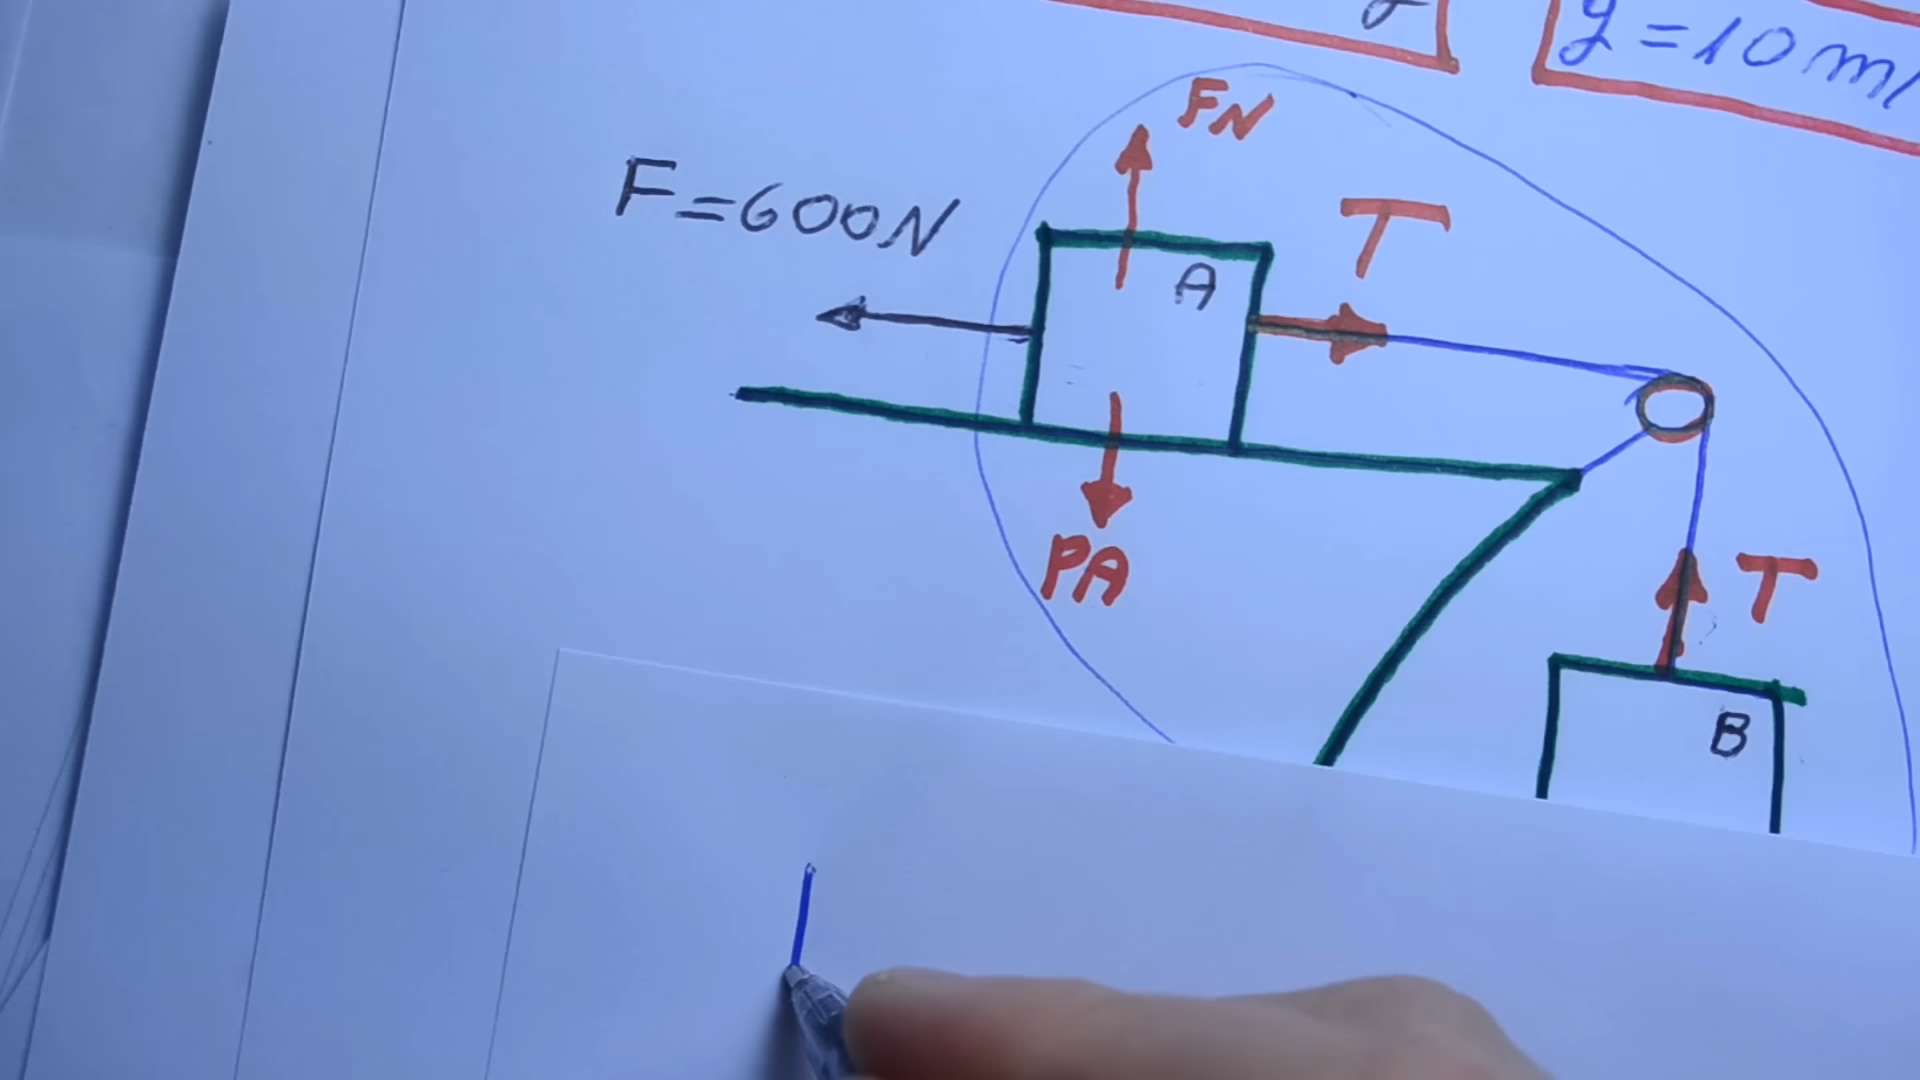 g = 10 m/
FN
F = 600N
T
A
PA
T
B